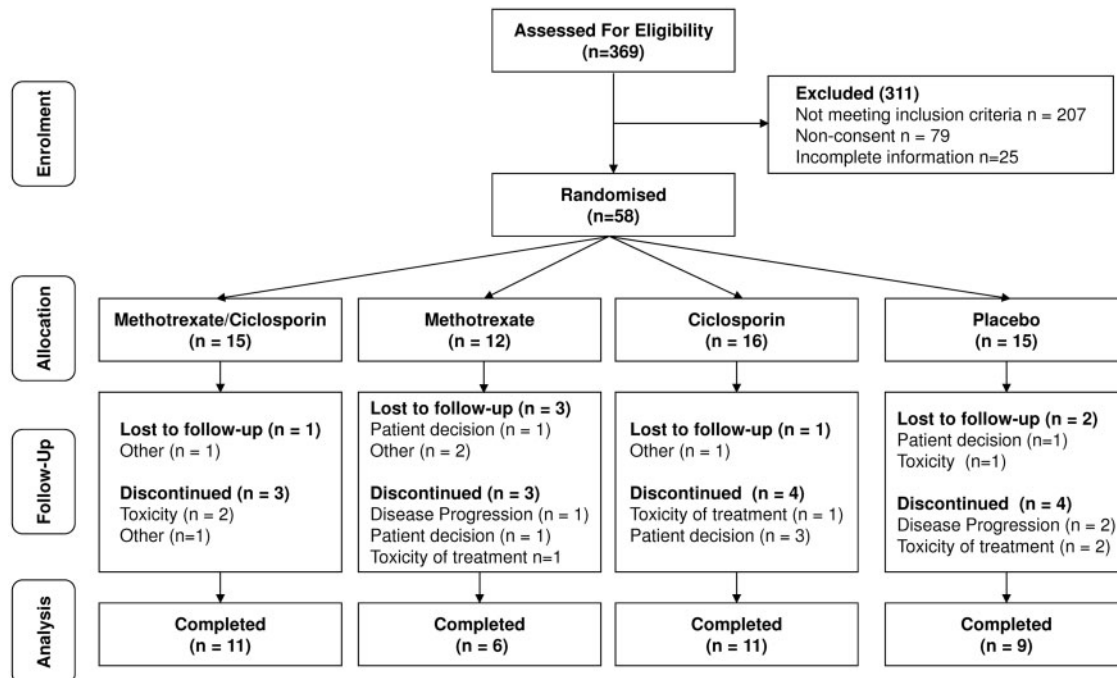 Assessed For Eligibility
(n=369)
Enrolment
Excluded (311)
Not meeting inclusion criteria n = 207
Non-consent n = 79
Incomplete information n=25
Randomised
(n=58)
Allocation
Methotrexate/Ciclosporin
(n = 15)
Methotrexate
(n = 12)
Ciclosporin
(n = 16)
Placebo
(n = 15)
Follow-Up
Lost to follow-up (n = 1)
Other (n = 1)
Discontinued (n = 3)
Toxicity (n = 2)
Other (n=1)
Lost to follow-up (n = 3)
Patient decision (n = 1)
Other (n = 2)
Discontinued (n = 3)
Disease Progression (n = 1)
Patient decision (n = 1)
Toxicity of treatment n=1
Lost to follow-up (n = 1)
Other (n = 1)
Discontinued (n = 4)
Toxicity of treatment (n = 1)
Patient decision (n = 3)
Lost to follow-up (n = 2)
Patient decision (n=1)
Toxicity (n=1)
Discontinued (n = 4)
Disease Progression (n = 2)
Toxicity of treatment (n = 2)
Analysis
Completed
(n = 11)
Completed
(n = 6)
Completed
(n = 11)
Completed
(n = 9)